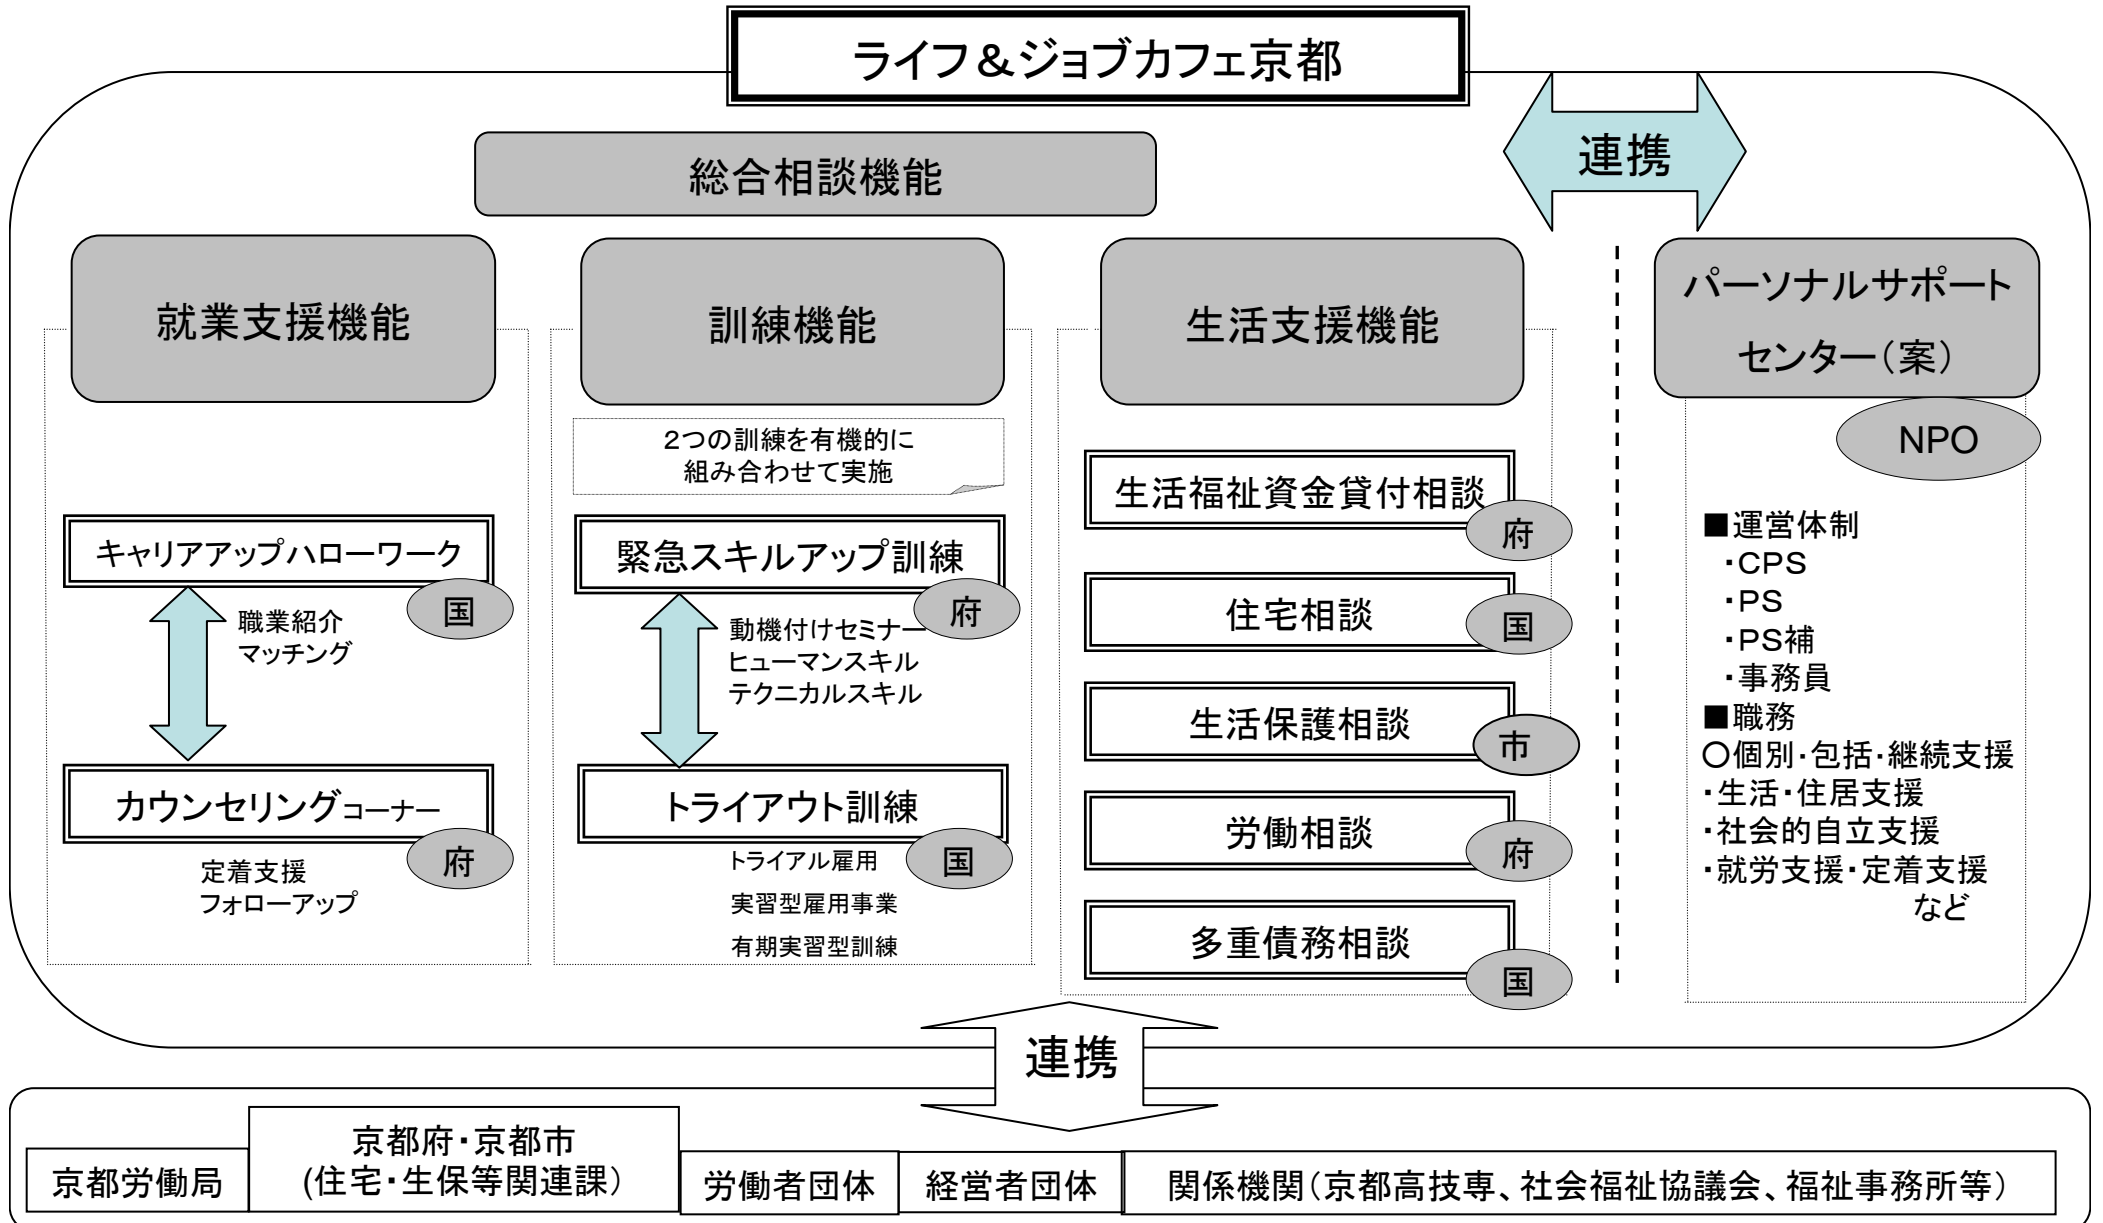 ライフ＆ジョブカフェ京都
連携
総合相談機能
就業支援機能
キャリアアップハローワーク
国
職業紹介
マッチング
カウンセリングコーナー
府
定着支援
フォローアップ
訓練機能
２つの訓練を有機的に
組み合わせて実施
緊急スキルアップ訓練
府
動機付けセミナー
ヒューマンスキル
テクニカルスキル
トライアウト訓練
国
トライアル雇用
実習型雇用事業
有期実習型訓練
生活支援機能
生活福祉資金貸付相談
府
住宅相談
国
生活保護相談
市
労働相談
府
多重債務相談
国
パーソナルサポート
センター（案）
NPO
■運営体制
・CPS
・PS
・PS補
・事務員
■職務
○個別・包括・継続支援
・生活・住居支援
・社会的自立支援
・就労支援・定着支援
など
連携
京都労働局
京都府・京都市
(住宅・生保等関連課）
労働者団体
経営者団体
関係機関（京都高技専、社会福祉協議会、福祉事務所等）